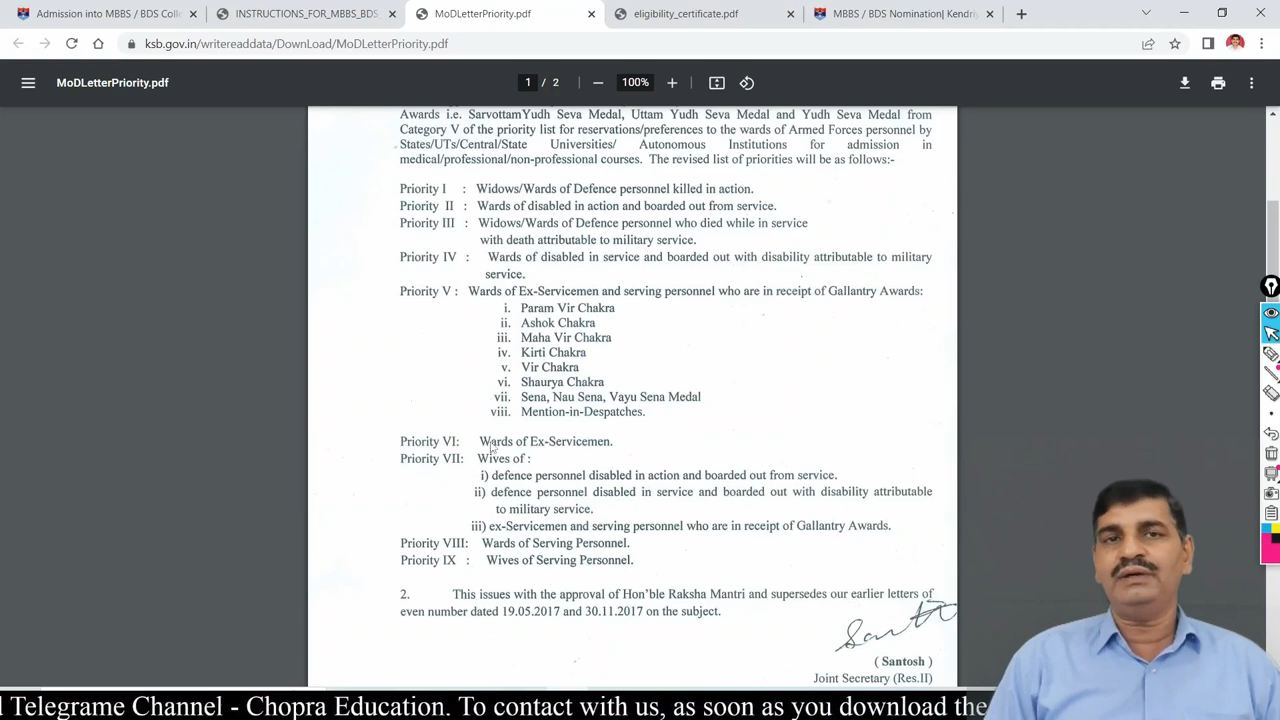 Admission into MBBS / BDS Coll
INSTRUCTIONS_FOR_MBBS_BDS_
MoDLetterPriority.pdf
eligibility_certificate.pdf
MBBS / BDS Nomination| Kendriy
ksb.gov.in/writereaddata/DownLoad/MoDLetterPriority.pdf
MoDLetterPriority.pdf
1 / 2
100%
Awards i.e. SarvottamYudh Seva Medal, Uttam Yudh Seva Medal and Yudh Seva Medal from
Category V of the priority list for reservations/preferences to the wards of Armed Forces personnel by
States/UTs/Central/State Universities/ Autonomous Institutions for admission in
medical/professional/non-professional courses. The revised list of priorities will be as follows:-
Priority I : Widows/Wards of Defence personnel killed in action.
Priority II : Wards of disabled in action and boarded out from service.
Priority III : Widows/Wards of Defence personnel who died while in service
with death attributable to military service.
Priority IV : Wards of disabled in service and boarded out with disability attributable to military
service.
Priority V : Wards of Ex-Servicemen and serving personnel who are in receipt of Gallantry Awards:
i. Param Vir Chakra
ii. Ashok Chakra
iii. Maha Vir Chakra
iv. Kirti Chakra
v. Vir Chakra
vi. Shaurya Chakra
vii. Sena, Nau Sena, Vayu Sena Medal
viii. Mention-in-Despatches.
Priority VI: Wards of Ex-Servicemen.
Priority VII: Wives of :
i) defence personnel disabled in action and boarded out from service.
ii) defence personnel disabled in service and boarded out with disability attributable
to military service.
iii) ex-Servicemen and serving personnel who are in receipt of Gallantry Awards.
Priority VIII: Wards of Serving Personnel.
Priority IX : Wives of Serving Personnel.
2. This issues with the approval of Hon'ble Raksha Mantri and supersedes our earlier letters of
even number dated 19.05.2017 and 30.11.2017 on the subject.
( Santosh )
Joint Secretary (Res.II)
Telegrame Channel - Chopra Education. To contact with us, as soon as you download the